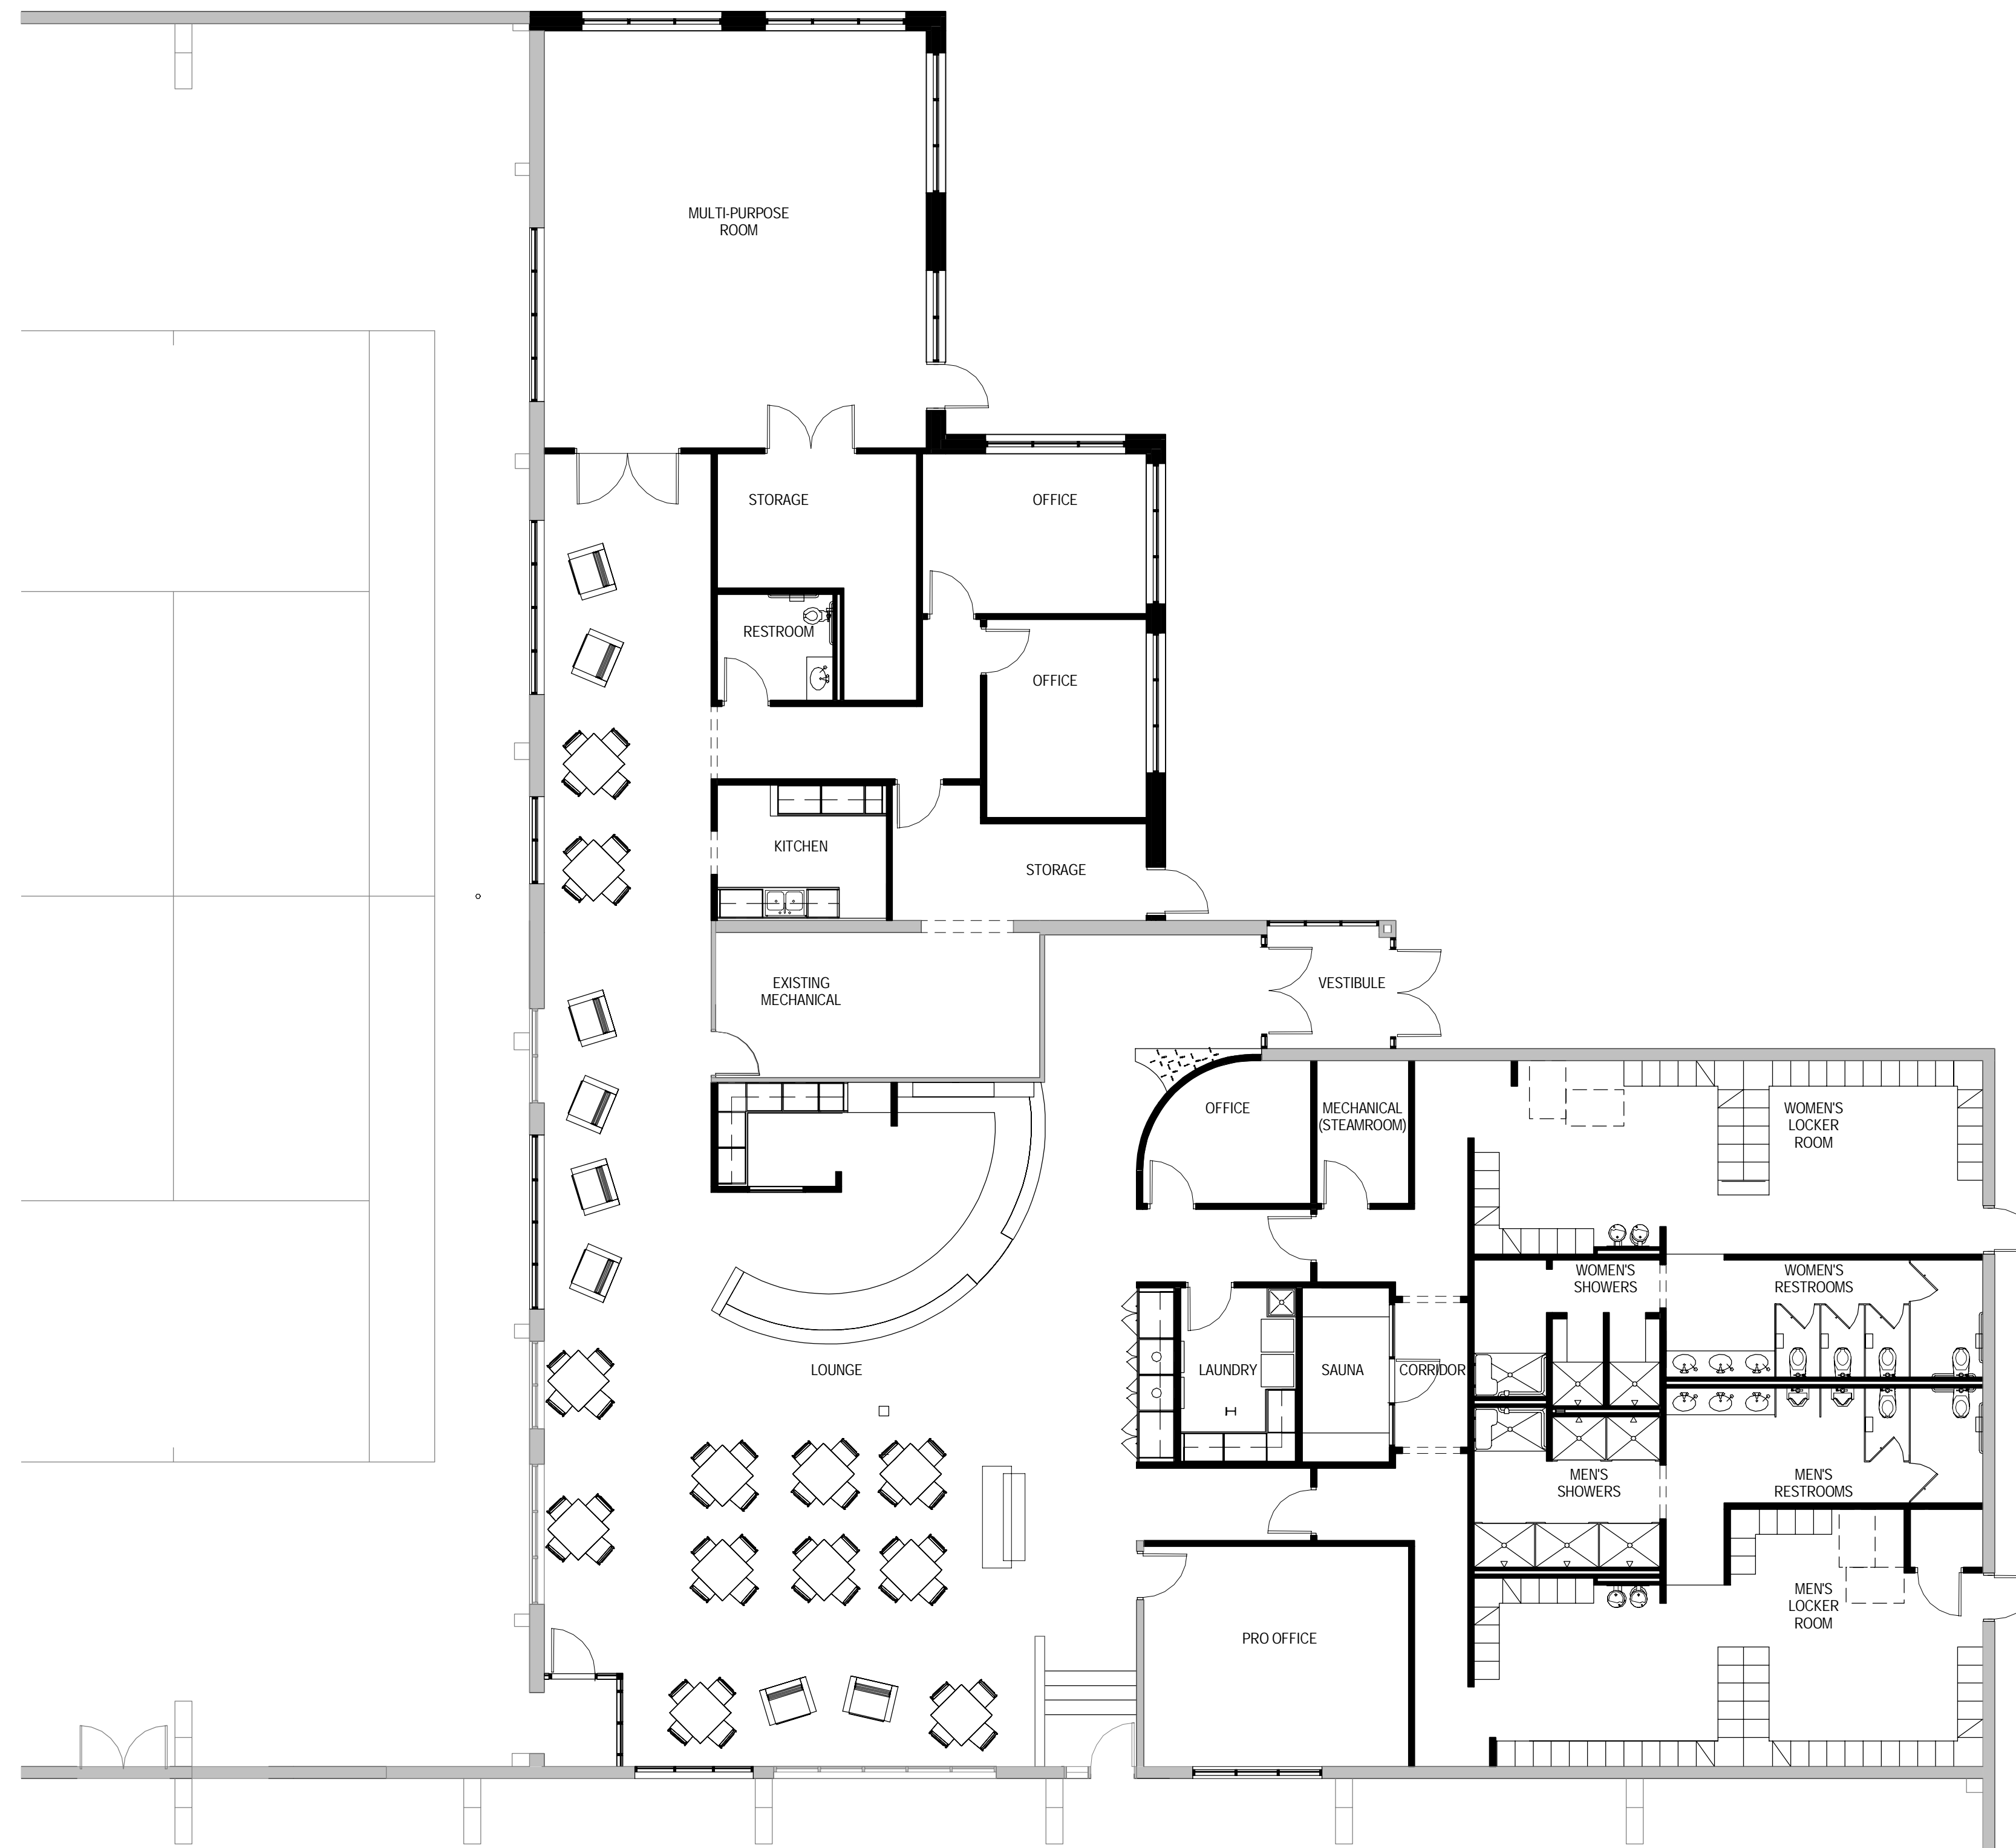 MULTI-PURPOSE
ROOM
STORAGE
OFFICE
RESTROOM
OFFICE
KITCHEN
STORAGE
EXISTING
MECHANICAL
VESTIBULE
OFFICE
MECHANICAL
(STEAMROOM)
WOMEN'S
LOCKER
ROOM
WOMEN'S
SHOWERS
WOMEN'S
RESTROOMS
LOUNGE
LAUNDRY
SAUNA
CORRIDOR
MEN'S
SHOWERS
MEN'S
RESTROOMS
MEN'S
LOCKER
ROOM
PRO OFFICE